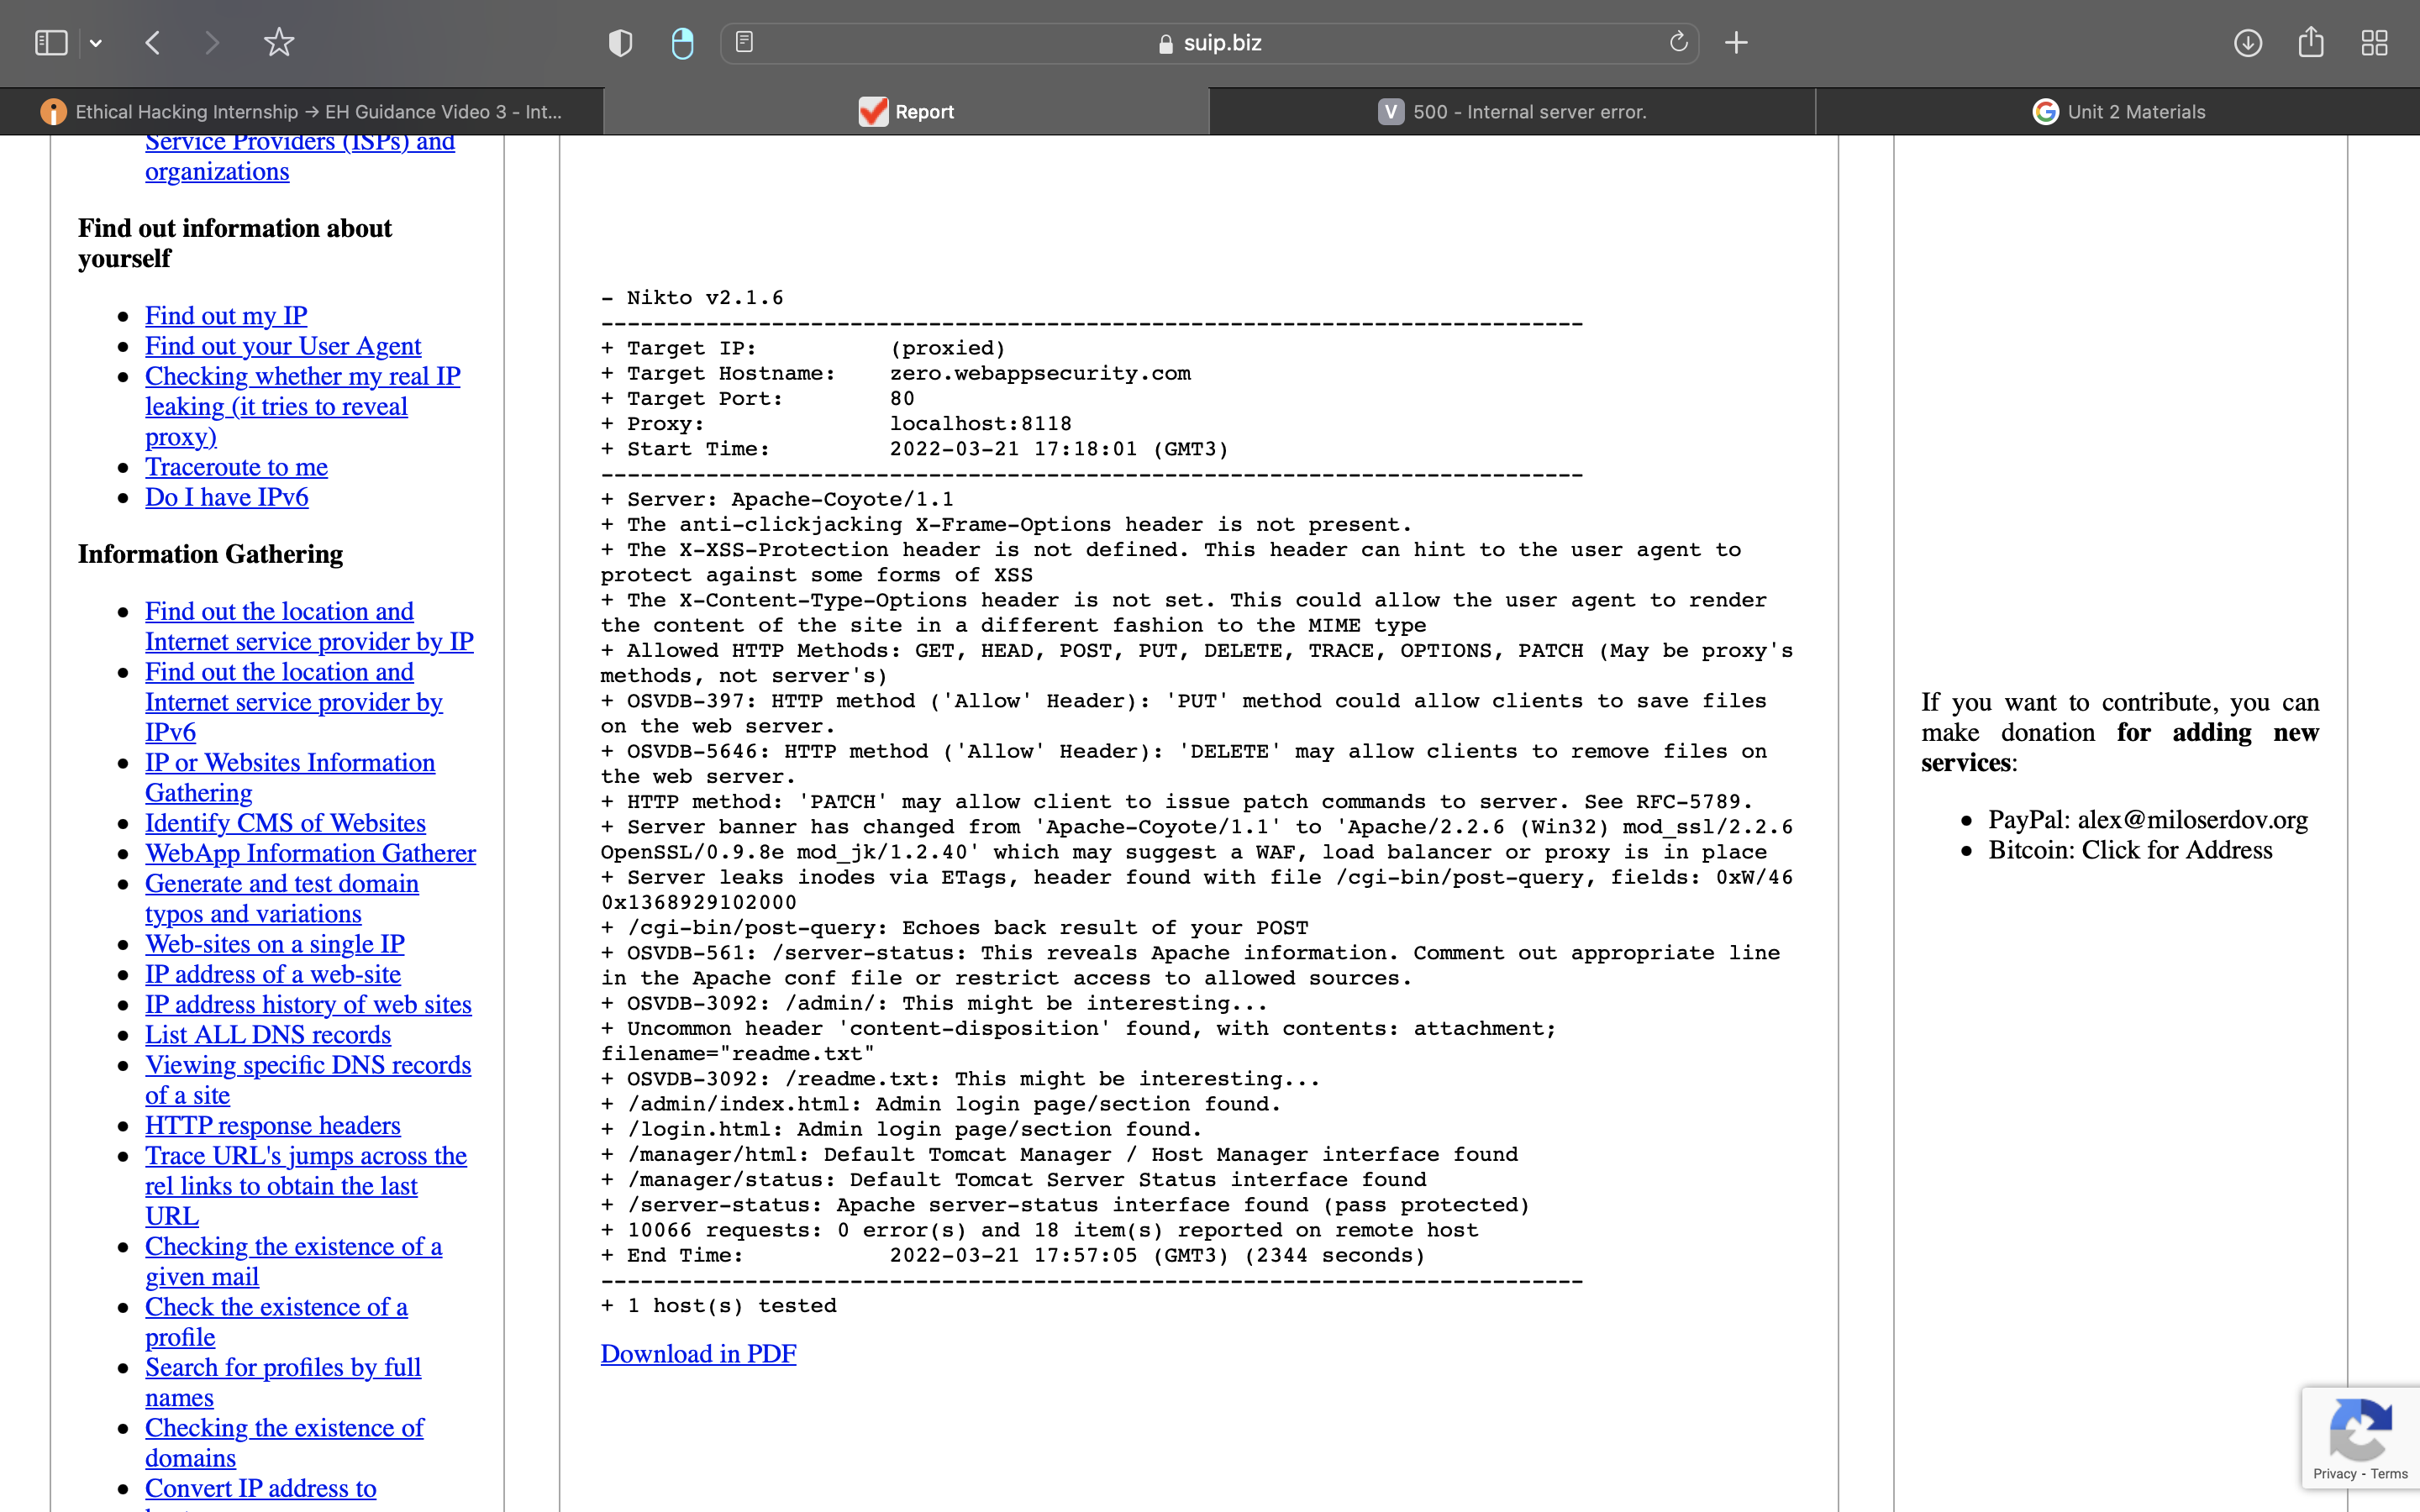 suip.biz
Ethical Hacking Internship → EH Guidance Video 3 - Int...
Report
V 500 - Internal server error.
Unit 2 Materials
Service Providers (ISPs) and
organizations
Find out information about
yourself
Find out my IP
Find out your User Agent
Checking whether my real IP
leaking (it tries to reveal
proxy)
Traceroute to me
Do I have IPv6
Information Gathering
Find out the location and
Internet service provider by IP
Find out the location and
Internet service provider by
IPv6
IP or Websites Information
Gathering
Identify CMS of Websites
WebApp Information Gatherer
Generate and test domain
typos and variations
Web-sites on a single IP
IP address of a web-site
IP address history of web sites
List ALL DNS records
Viewing specific DNS records
of a site
HTTP response headers
Trace URL's jumps across the
rel links to obtain the last
URL
Checking the existence of a
given mail
Check the existence of a
profile
Search for profiles by full
names
Checking the existence of
domains
Convert IP address to
- Nikto v2.1.6
---------------------------------------------------------------------------
+ Target IP:          (proxied)
+ Target Hostname:    zero.webappsecurity.com
+ Target Port:        80
+ Proxy:              localhost:8118
+ Start Time:         2022-03-21 17:18:01 (GMT3)
---------------------------------------------------------------------------
+ Server: Apache-Coyote/1.1
+ The anti-clickjacking X-Frame-Options header is not present.
+ The X-XSS-Protection header is not defined. This header can hint to the user agent to
protect against some forms of XSS
+ The X-Content-Type-Options header is not set. This could allow the user agent to render
the content of the site in a different fashion to the MIME type
+ Allowed HTTP Methods: GET, HEAD, POST, PUT, DELETE, TRACE, OPTIONS, PATCH (May be proxy's
methods, not server's)
+ OSVDB-397: HTTP method ('Allow' Header): 'PUT' method could allow clients to save files
on the web server.
+ OSVDB-5646: HTTP method ('Allow' Header): 'DELETE' may allow clients to remove files on
the web server.
+ HTTP method: 'PATCH' may allow client to issue patch commands to server. See RFC-5789.
+ Server banner has changed from 'Apache-Coyote/1.1' to 'Apache/2.2.6 (Win32) mod_ssl/2.2.6
OpenSSL/0.9.8e mod_jk/1.2.40' which may suggest a WAF, load balancer or proxy is in place
+ Server leaks inodes via ETags, header found with file /cgi-bin/post-query, fields: 0xW/46
0x1368929102000
+ /cgi-bin/post-query: Echoes back result of your POST
+ OSVDB-561: /server-status: This reveals Apache information. Comment out appropriate line
in the Apache conf file or restrict access to allowed sources.
+ OSVDB-3092: /admin/: This might be interesting...
+ Uncommon header 'content-disposition' found, with contents: attachment;
filename="readme.txt"
+ OSVDB-3092: /readme.txt: This might be interesting...
+ /admin/index.html: Admin login page/section found.
+ /login.html: Admin login page/section found.
+ /manager/html: Default Tomcat Manager / Host Manager interface found
+ /manager/status: Default Tomcat Server Status interface found
+ /server-status: Apache server-status interface found (pass protected)
+ 10066 requests: 0 error(s) and 18 item(s) reported on remote host
+ End Time:           2022-03-21 17:57:05 (GMT3) (2344 seconds)
---------------------------------------------------------------------------
+ 1 host(s) tested
Download in PDF
If you want to contribute, you can
make donation for adding new
services:
PayPal: alex@miloserdov.org
Bitcoin: Click for Address
Privacy - Terms